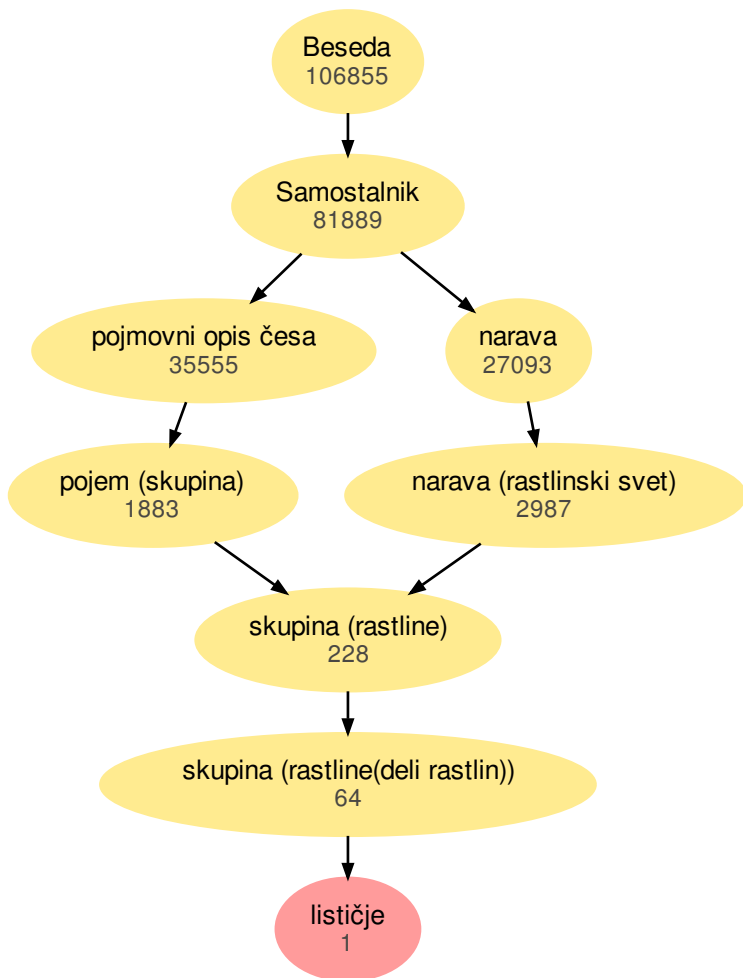 Beseda
106855
Samostalnik
81889
pojmovni opis česa
35555
narava
27093
pojem (skupina)
1883
narava (rastlinski svet)
2987
skupina (rastline)
228
skupina (rastline(deli rastlin))
64
lističje
1